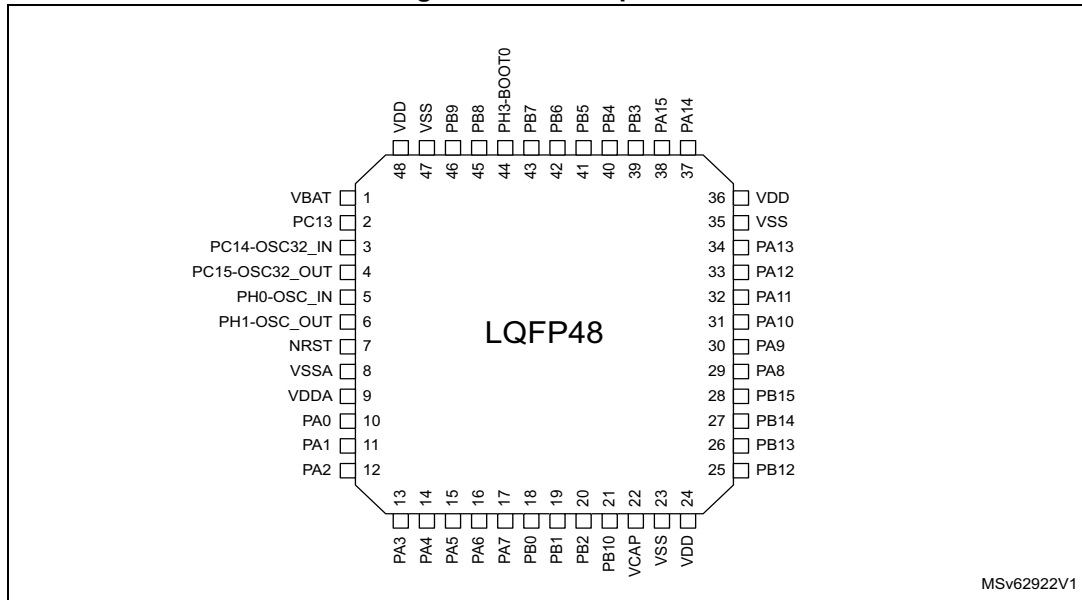 VDD
VSS
PB9
PB8
PH3-BOOT0
PB7
PB6
PB5
PB4
PB3
PA15
PA14
48 47 46 45 44 43 42 41 40 39 38 37
VBAT 1
PC13 2
PC14-OSC32_IN 3
PC15-OSC32_OUT 4
PH0-OSC_IN 5
PH1-OSC_OUT 6
NRST 7
VSSA 8
VDDA 9
PA0 10
PA1 11
PA2 12
LQFP48
36 VDD
35 VSS
34 PA13
33 PA12
32 PA11
31 PA10
30 PA9
29 PA8
28 PB15
27 PB14
26 PB13
25 PB12
13 14 15 16 17 18 19 20 21 22 23 24
PA3
PA4
PA5
PA6
PA7
PB0
PB1
PB2
PB10
VCAP
VSS
VDD
MSv62922V1